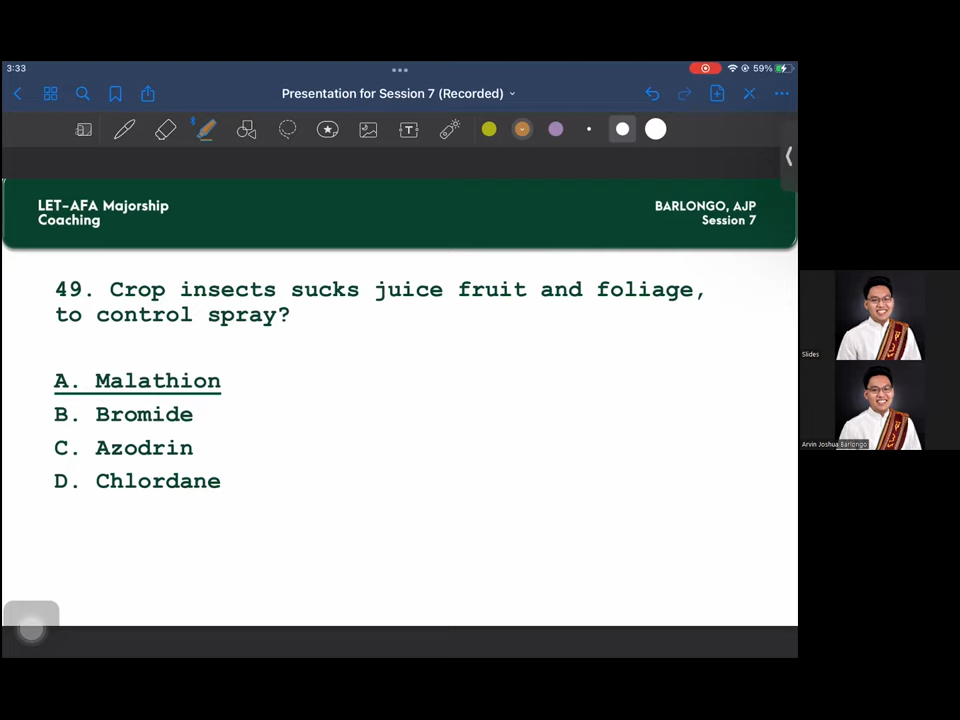 3:33
59%
Presentation for Session 7 (Recorded)
T
LET-AFA Majorship
Coaching
BARLONGO, AJP
Session 7
49. Crop insects sucks juice fruit and foliage,
to control spray?
A. Malathion
B. Bromide
C. Azodrin
D. Chlordane
Slides
Arvin Joshua Barlongo